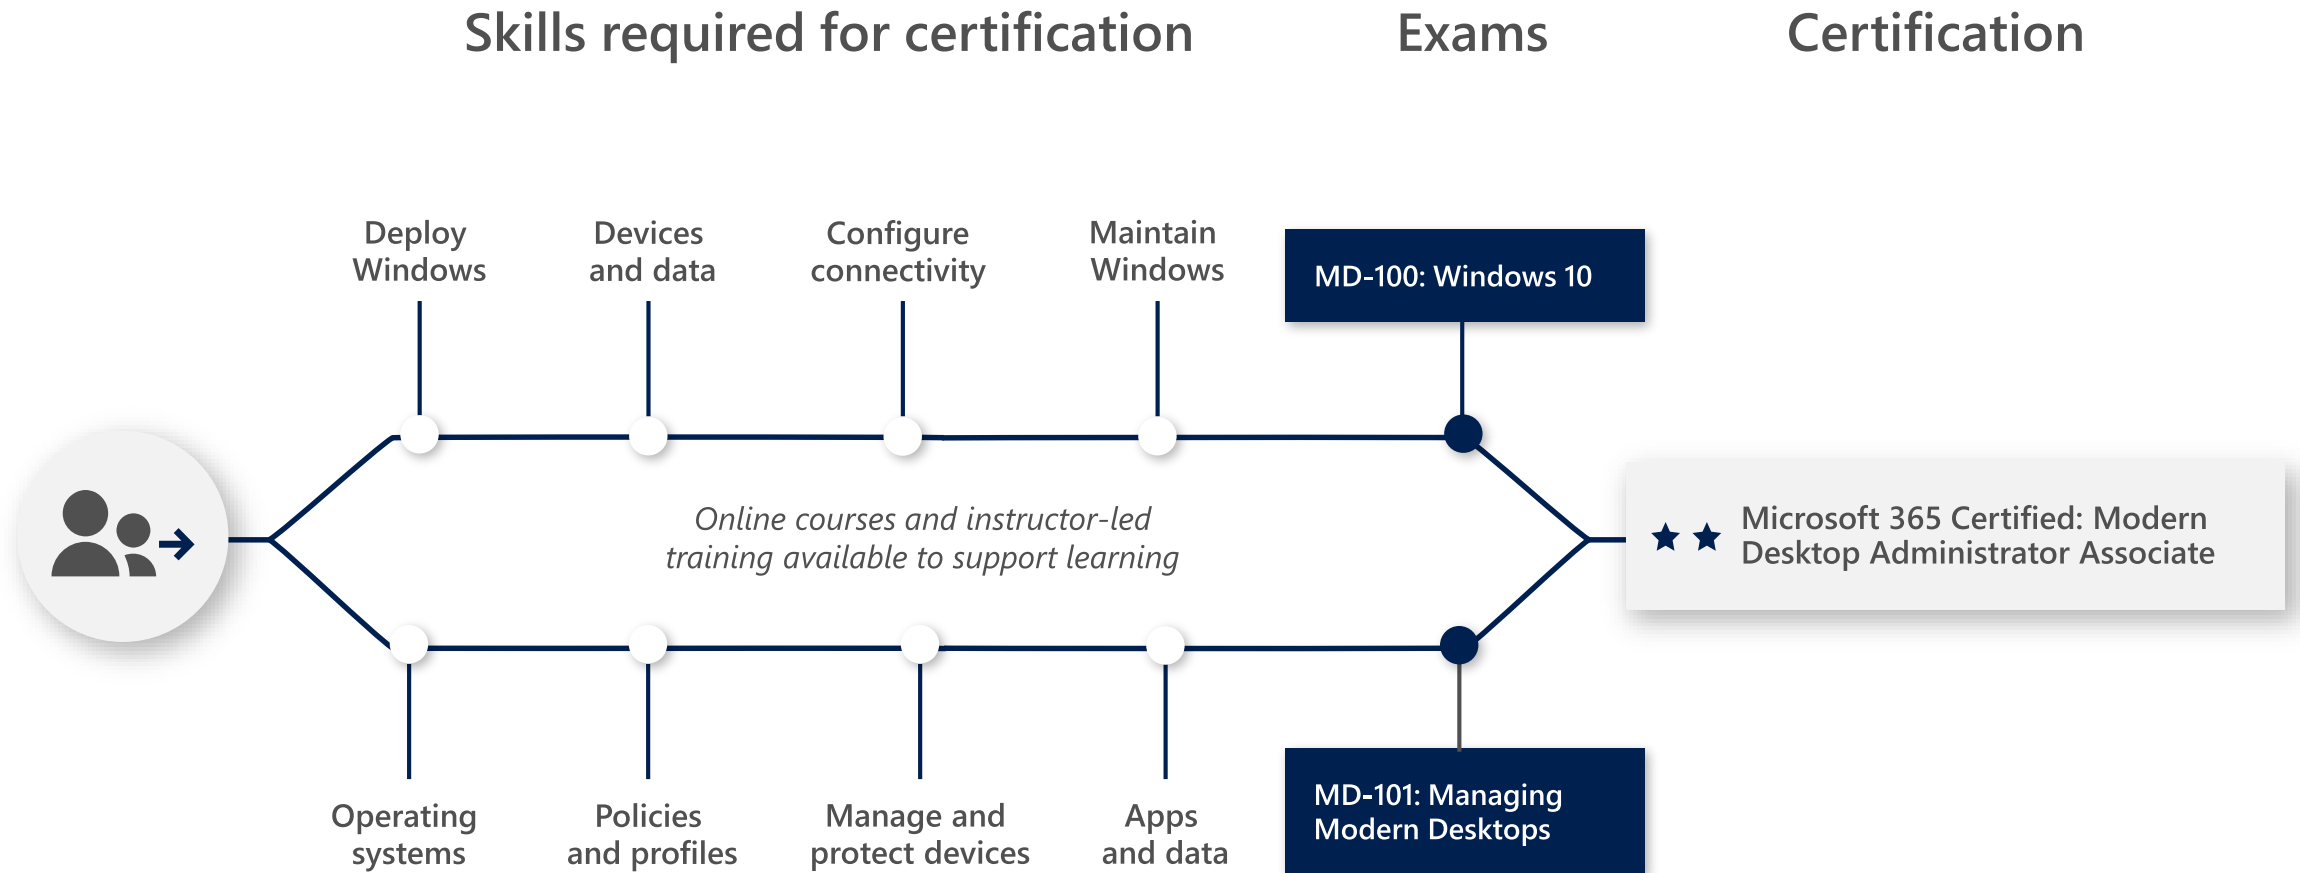 Skills required for certification
Exams
Certification
Deploy
Windows
Devices
and data
Configure
connectivity
Maintain
Windows
MD-100: Windows 10
Online courses and instructor-led
training available to support learning
Microsoft 365 Certified: Modern
Desktop Administrator Associate
Operating
systems
Policies
and profiles
Manage and
protect devices
Apps
and data
MD-101: Managing
Modern Desktops